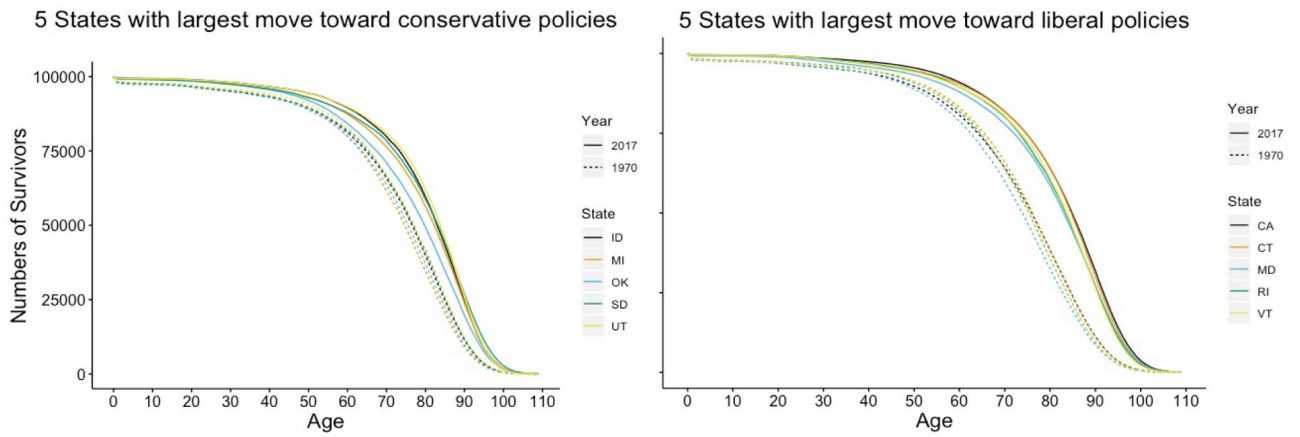 5 States with largest move toward conservative policies
Numbers of Survivors
100000
75000
50000
25000
0
0 10 20 30 40 50 60 70 80 90 100 110
Age
Year
2017
1970
State
ID
MI
OK
SD
UT
5 States with largest move toward liberal policies
0 10 20 30 40 50 60 70 80 90 100 110
Age
Year
2017
1970
State
CA
CT
MD
RI
VT